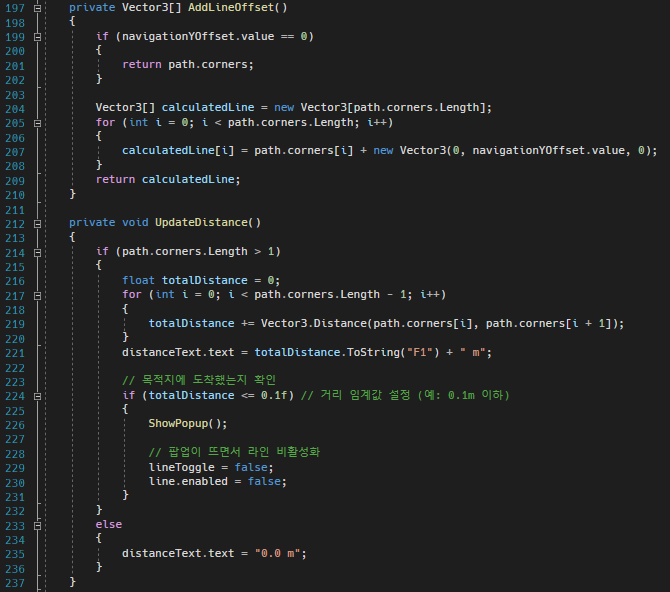 197 private Vector3[] AddLineOffset()
198 {
199 if (navigationYOffset.value == 0)
200 {
201 return path.corners;
202 }
203
204 Vector3[] calculatedLine = new Vector3[path.corners.Length];
205 for (int i = 0; i < path.corners.Length; i++)
206 {
207 calculatedLine[i] = path.corners[i] + new Vector3(0, navigationYOffset.value, 0);
208 }
209 return calculatedLine;
210 }
211
212 private void UpdateDistance()
213 {
214 if (path.corners.Length > 1)
215 {
216 float totalDistance = 0;
217 for (int i = 0; i < path.corners.Length - 1; i++)
218 {
219 totalDistance += Vector3.Distance(path.corners[i], path.corners[i + 1]);
220 }
221 distanceText.text = totalDistance.ToString("F1") + " m";
222
223 // 목적지에 도착했는지 확인
224 if (totalDistance <= 0.1f) // 거리 임계값 설정 (예: 0.1m 이하)
225 {
226 ShowPopup();
227
228 // 팝업이 뜨면서 라인 비활성화
229 lineToggle = false;
230 line.enabled = false;
231 }
232 }
233 else
234 {
235 distanceText.text = "0.0 m";
236 }
237 }